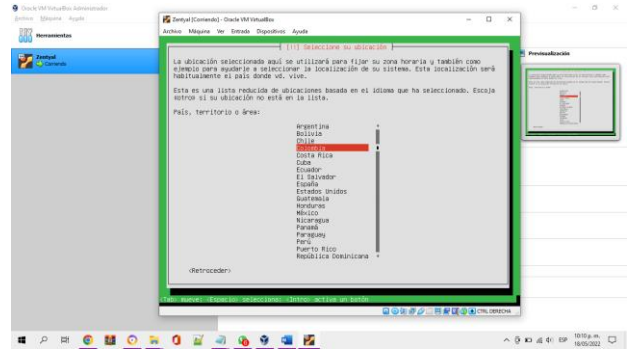 Oracle VM VirtualBox Administrador
Archivo Máquina Ayuda
Herramientas
Zentyal
Corriendo
Zentyal [Corriendo] - Oracle VM VirtualBox
Archivo Máquina Ver Entrada Dispositivos Ayuda
[!!] Seleccione su ubicación
La ubicación seleccionada aquí se utilizará para fijar su zona horaria y también como
ejemplo para ayudarle a seleccionar la localización de su sistema. Esta localización será
habitualmente el país donde vd. vive.
Esta es una lista reducida de ubicaciones basada en el idioma que ha seleccionado. Escoja
«otro» si su ubicación no está en la lista.
País, territorio o área:
Argentina
Bolivia
Chile
Colombia
Costa Rica
Cuba
Ecuador
El Salvador
España
Estados Unidos
Guatemala
Honduras
México
Nicaragua
Panamá
Paraguay
Perú
Puerto Rico
República Dominicana
<Retroceder>
<Tab> mueve; <Espacio> selecciona; <Intro> activa un botón
CTRL DERECHA
Previsualización
ESP
10:10 p. m.
16/05/2022